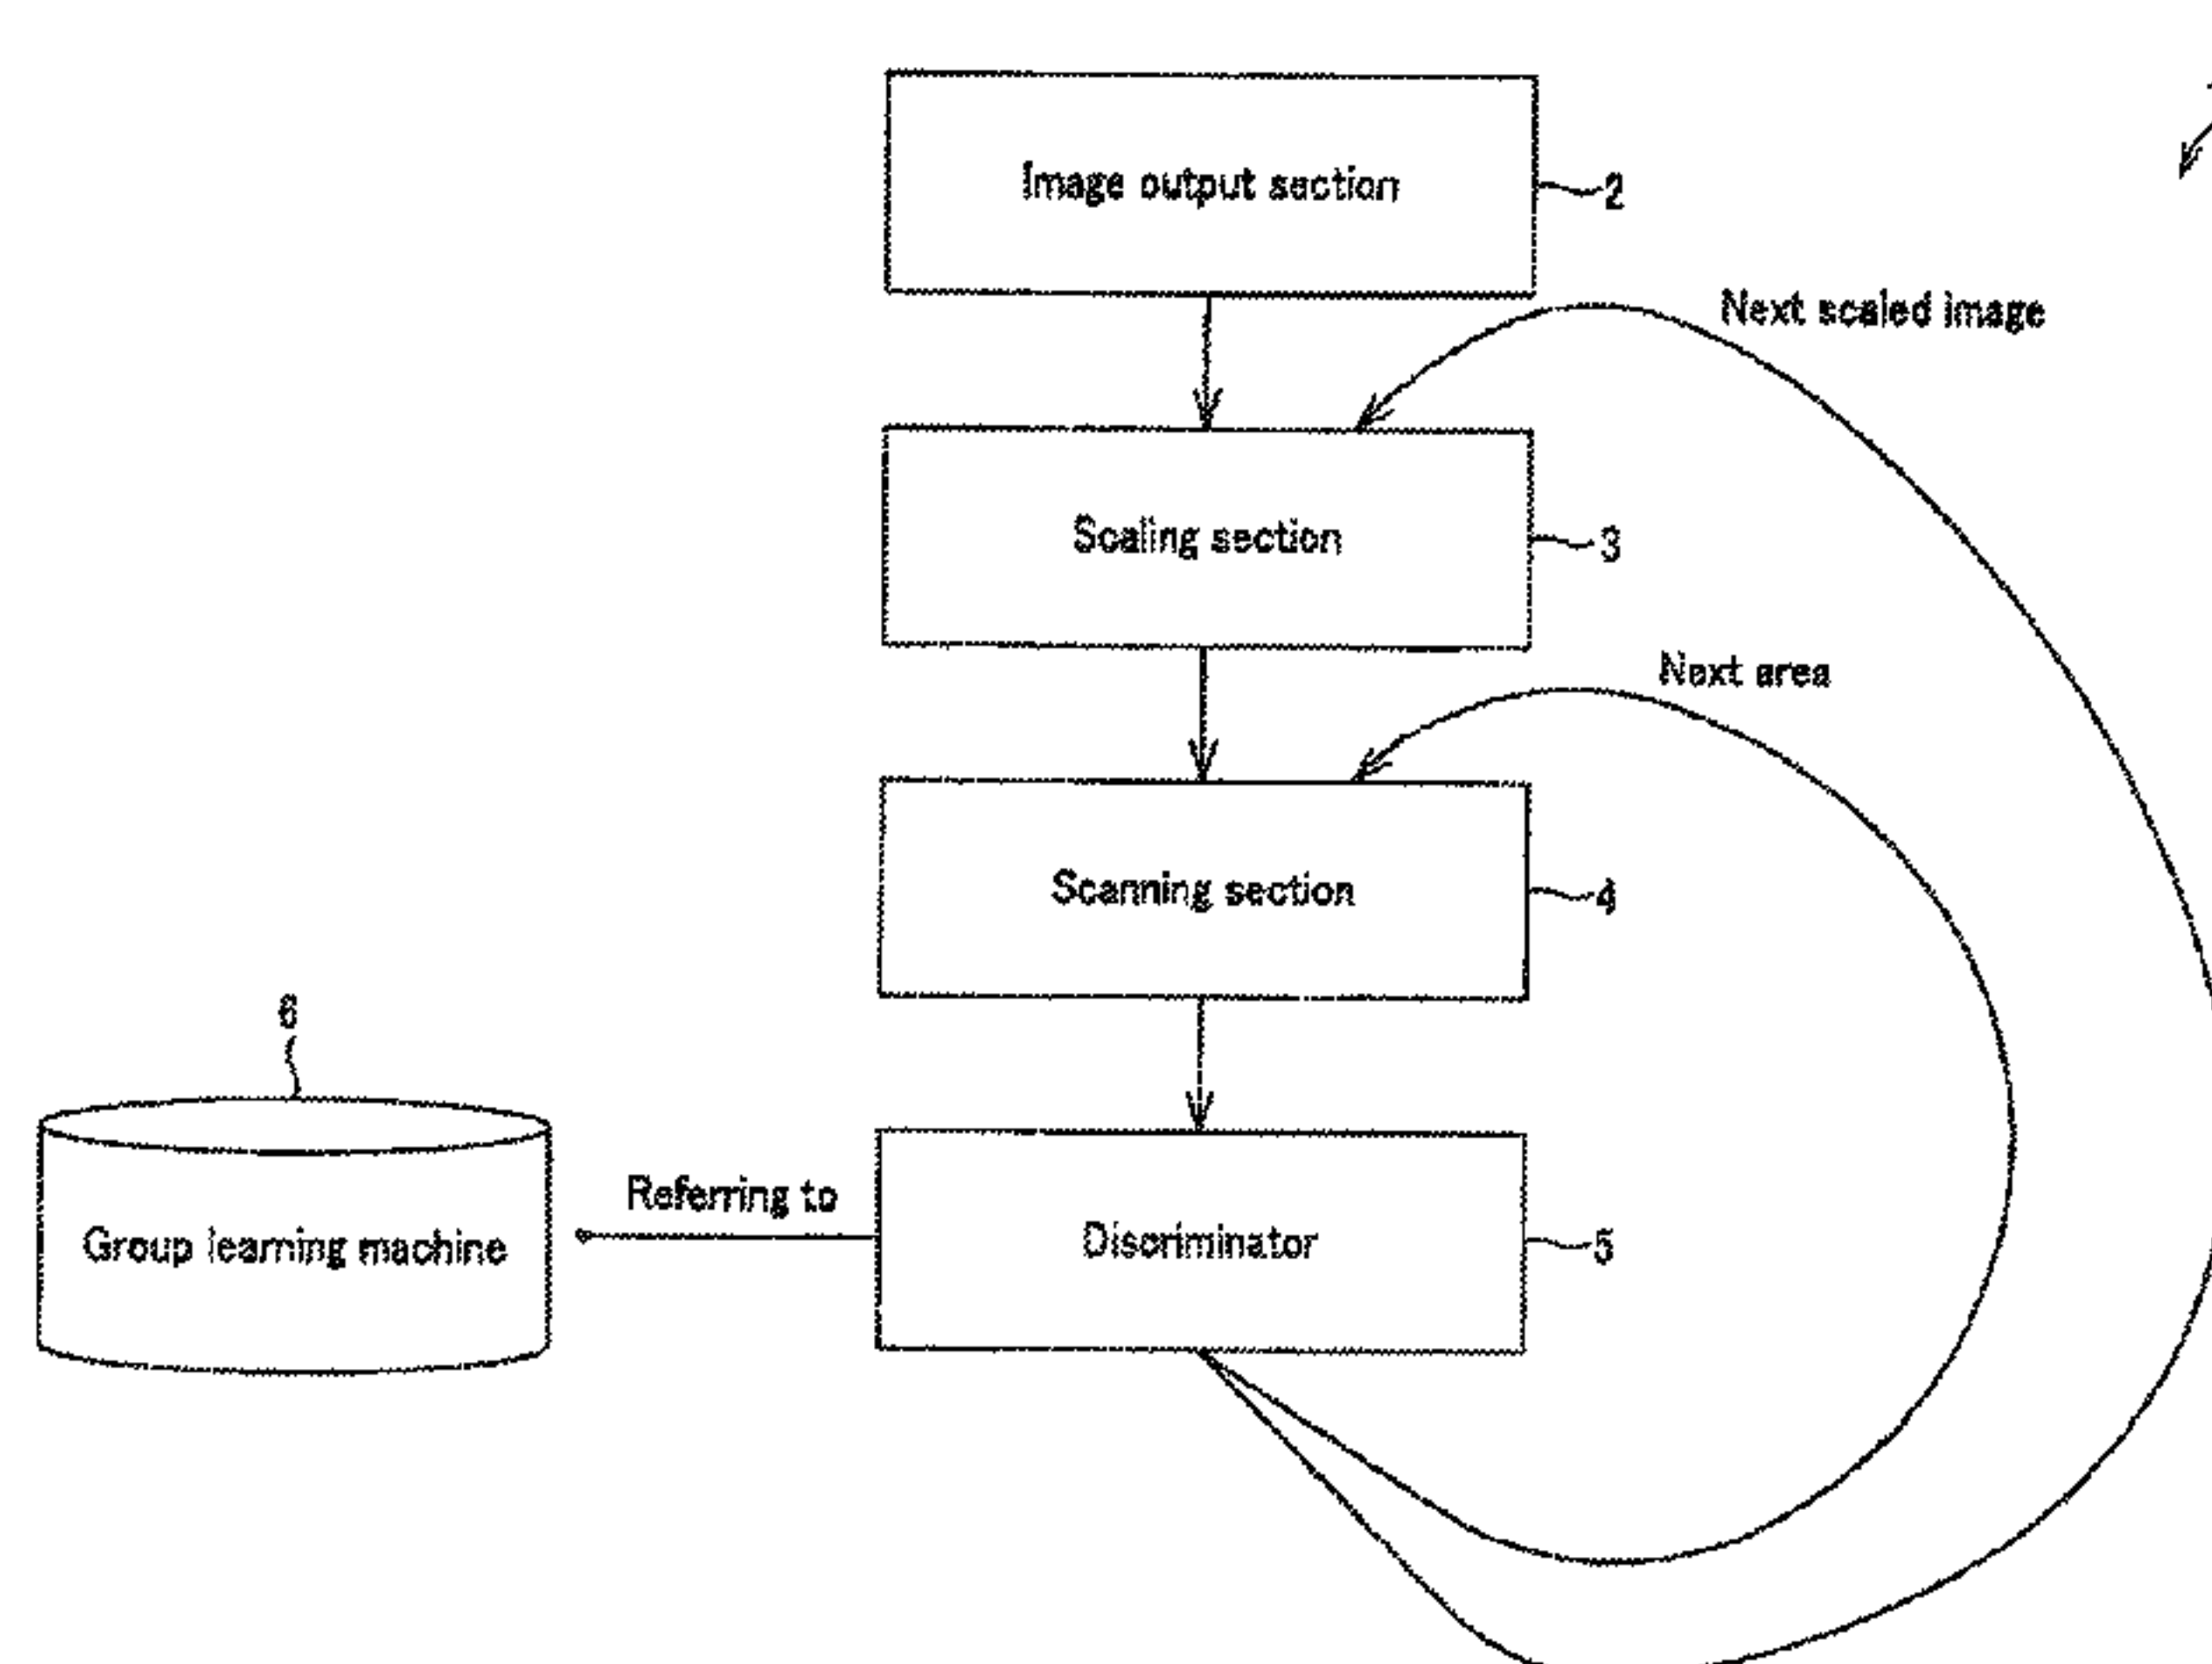 Image output section
2
Next scaled image
Scaling section
3
Next area
Scanning section
4
6
Referring to
Group learning machine
Discriminator
5